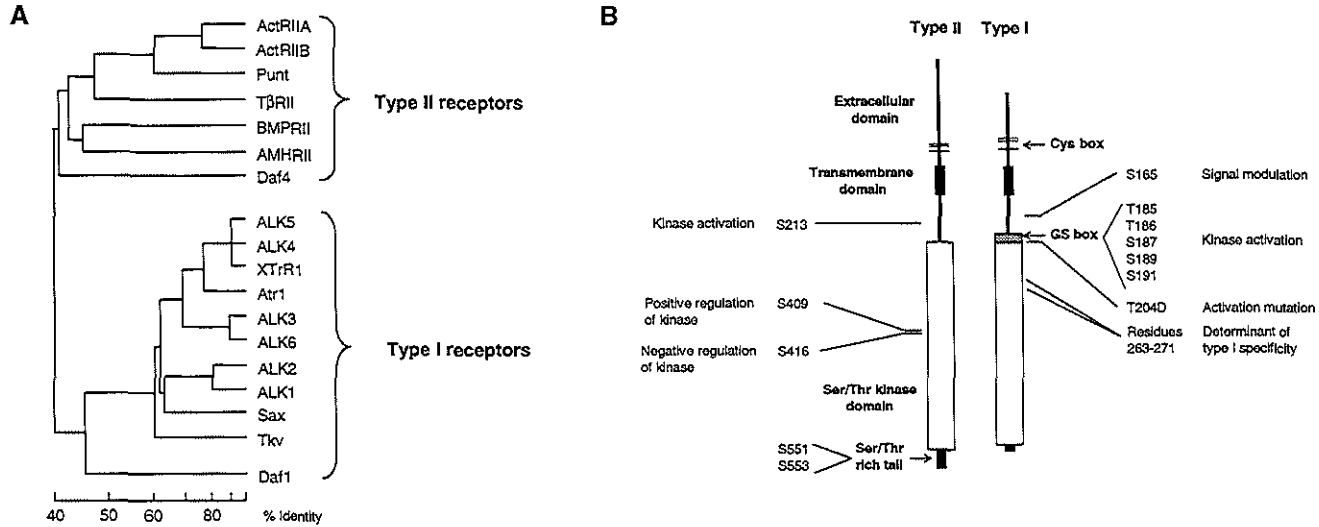 A
ActRIIA
ActRIIB
Punt
TβRII
BMPRII
AMHRII
Daf4
Type II receptors
ALK5
ALK4
XTrR1
Atr1
ALK3
ALK6
ALK2
ALK1
Sax
Tkv
Daf1
Type I receptors
40 50 60 80 % Identity
B
Type II Type I
Extracellular
domain
Cys box
Transmembrane
domain
S165 Signal modulation
Kinase activation S213
GS box
T185
T186
S187
S189
S191
Kinase activation
Positive regulation
of kinase
S409
T204D Activation mutation
Residues
263-271
Determinant of
type I specificity
Negative regulation
of kinase
S416
Ser/Thr kinase
domain
S551
S553
Ser/Thr
rich tail